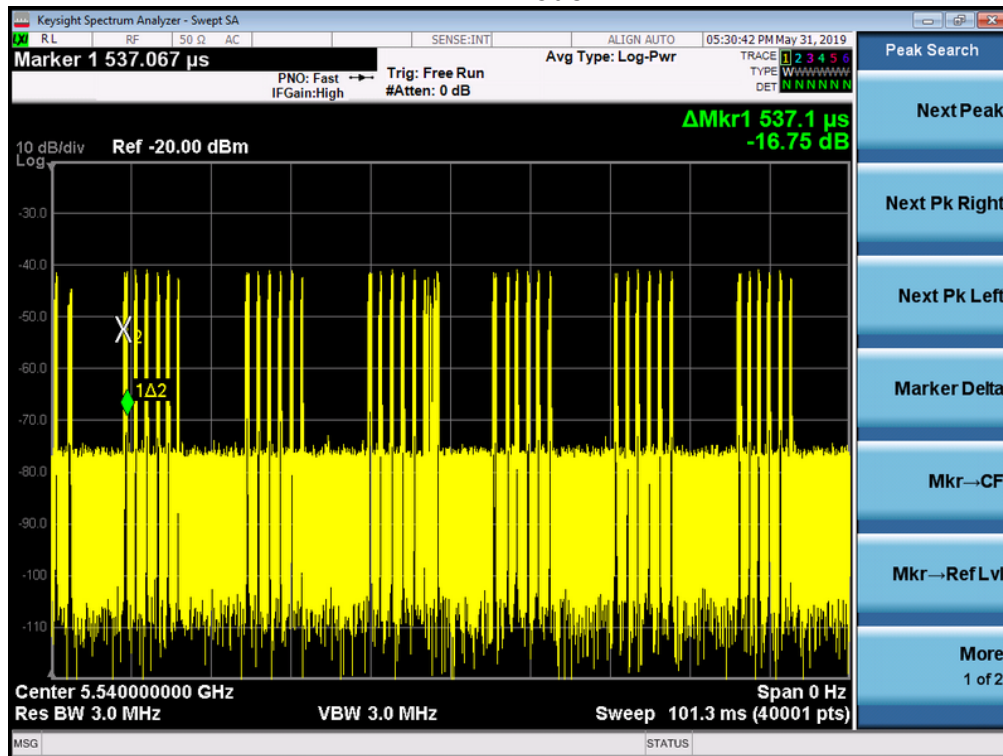 Keysight Spectrum Analyzer - Swept SA
LXI RL RF 50 Ω AC SENSE:INT ALIGN AUTO 05:30:42 PM May 31, 2019
Marker 1 537.067 µs
PNO: Fast
IFGain:High
Trig: Free Run
#Atten: 0 dB
Avg Type: Log-Pwr
TRACE 1 2 3 4 5 6
TYPE WWWWWW
DET N N N N N N
Peak Search
Next Peak
Next Pk Right
Next Pk Left
Marker Delta
Mkr→CF
Mkr→Ref Lvl
More
1 of 2
ΔMkr1 537.1 µs
-16.75 dB
10 dB/div Ref -20.00 dBm
Log
-30.0
-40.0
-50.0
-60.0
-70.0
-80.0
-90.0
-100
-110
X2
1Δ2
Center 5.540000000 GHz Span 0 Hz
Res BW 3.0 MHz VBW 3.0 MHz Sweep 101.3 ms (40001 pts)
MSG STATUS